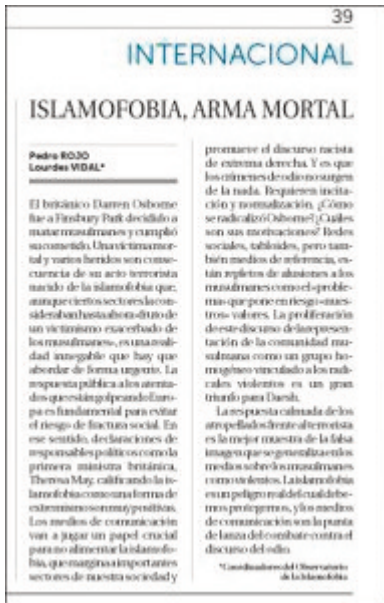 39
INTERNACIONAL
ISLAMOFOBIA, ARMA MORTAL
Pedro ROJO
Lourdes VIDAL*
El británico Darren Osborne
fue a Finsbury Park decidido a
matar musulmanes y cumplió
su cometido. Una víctima mor-
tal y varios heridos son conse-
cuencia de su acto terrorista
nacido de la islamofobia que,
aunque ciertos sectores la con-
sideraban hasta ahora «fruto de
un victimismo exacerbado de
los musulmanes», es una reali-
dad innegable que hay que
abordar de forma urgente. La
respuesta pública a los atenta-
dos que están golpeando Euro-
pa es fundamental para evitar
el riesgo de fractura social. En
ese sentido, declaraciones de
responsables políticos como la
primera ministra británica,
Theresa May, calificando la is-
lamofobia como una forma de
extremismo son muy positivas.
Los medios de comunicación
van a jugar un papel crucial
para no alimentar la islamofo-
bia, que margina a importantes
sectores de nuestra sociedad y
promueve el discurso racista
de extrema derecha. Y es que
los crímenes de odio no surgen
de la nada. Requieren incita-
ción y normalización. ¿Cómo
se radicalizó Osborne? ¿Cuáles
son sus motivaciones? Redes
sociales, tabloides, pero tam-
bién medios de referencia, es-
tán repletos de alusiones a los
musulmanes como el «proble-
ma» que pone en riesgo «nues-
tros» valores. La proliferación
de este discurso de la represen-
tación de la comunidad mu-
sulmana como un grupo ho-
mogéneo vinculado a los radi-
cales violentos es un gran
triunfo para Daesh.
La respuesta calmada de los
atropellados frente al terrorista
es la mejor muestra de la falsa
imagen que se generaliza en los
medios sobre los musulmanes
como violentos. La islamofobia
es un peligro real del cual debe-
mos protegernos, y los medios
de comunicación son la punta
de lanza del combate contra el
discurso del odio.
*Coordinadores del Observatorio
de la Islamofobia